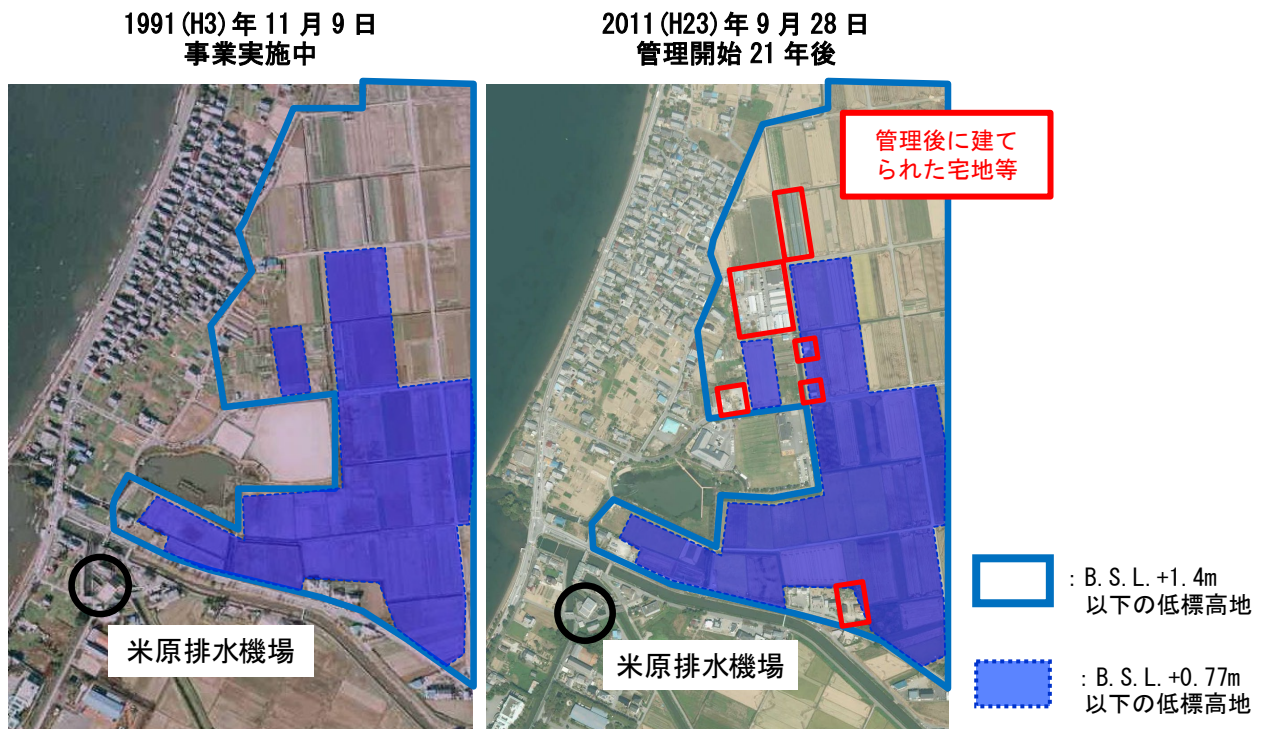 1991(H3)年11月9日
事業実施中
2011(H23)年9月28日
管理開始21年後
管理後に建て
られた宅地等
米原排水機場
米原排水機場
：B.S.L.+1.4m
以下の低標高地
：B.S.L.+0.77m
以下の低標高地